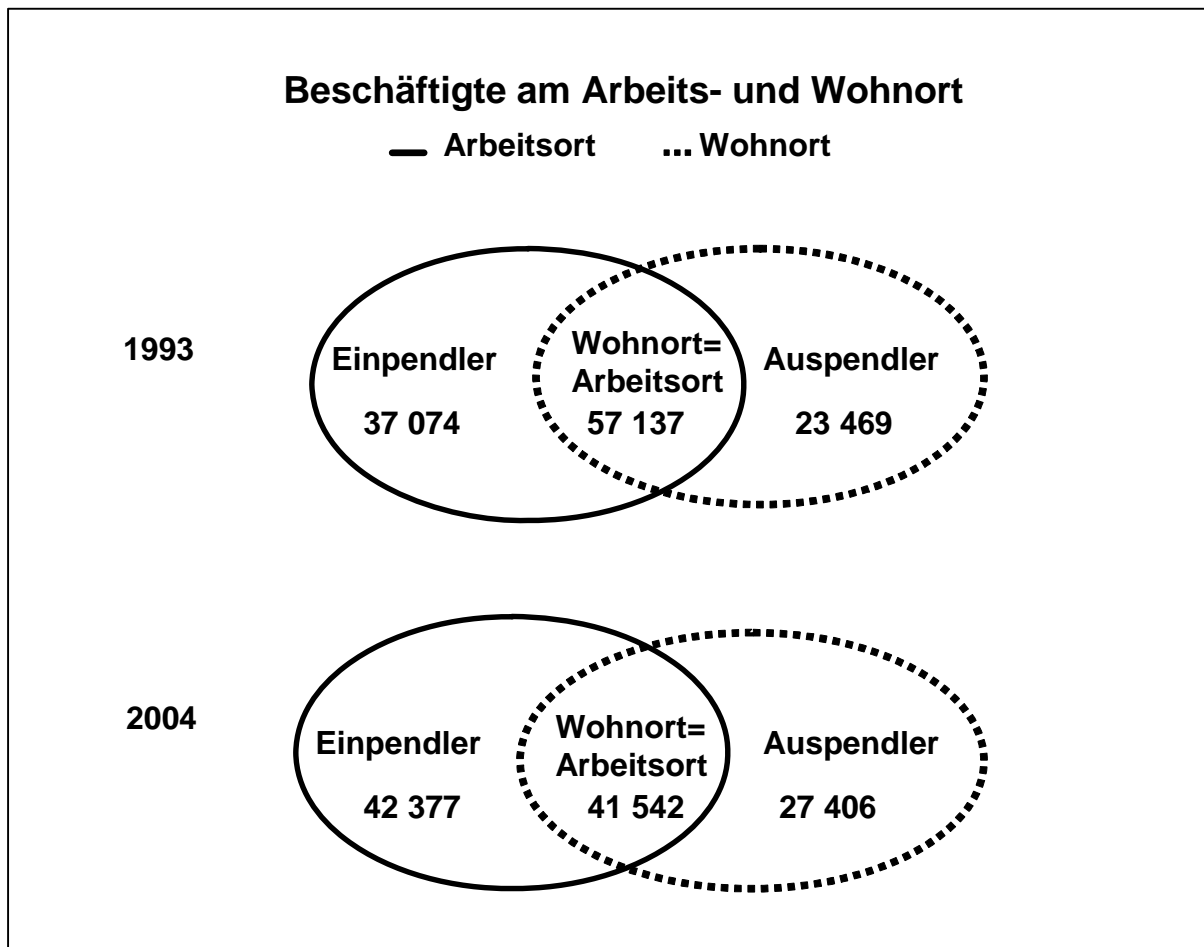 Beschäftigte am Arbeits- und Wohnort
Arbeitsort ... Wohnort
1993
Einpendler
37 074
Wohnort=
Arbeitsort
57 137
Auspendler
23 469
2004
Einpendler
42 377
Wohnort=
Arbeitsort
41 542
Auspendler
27 406